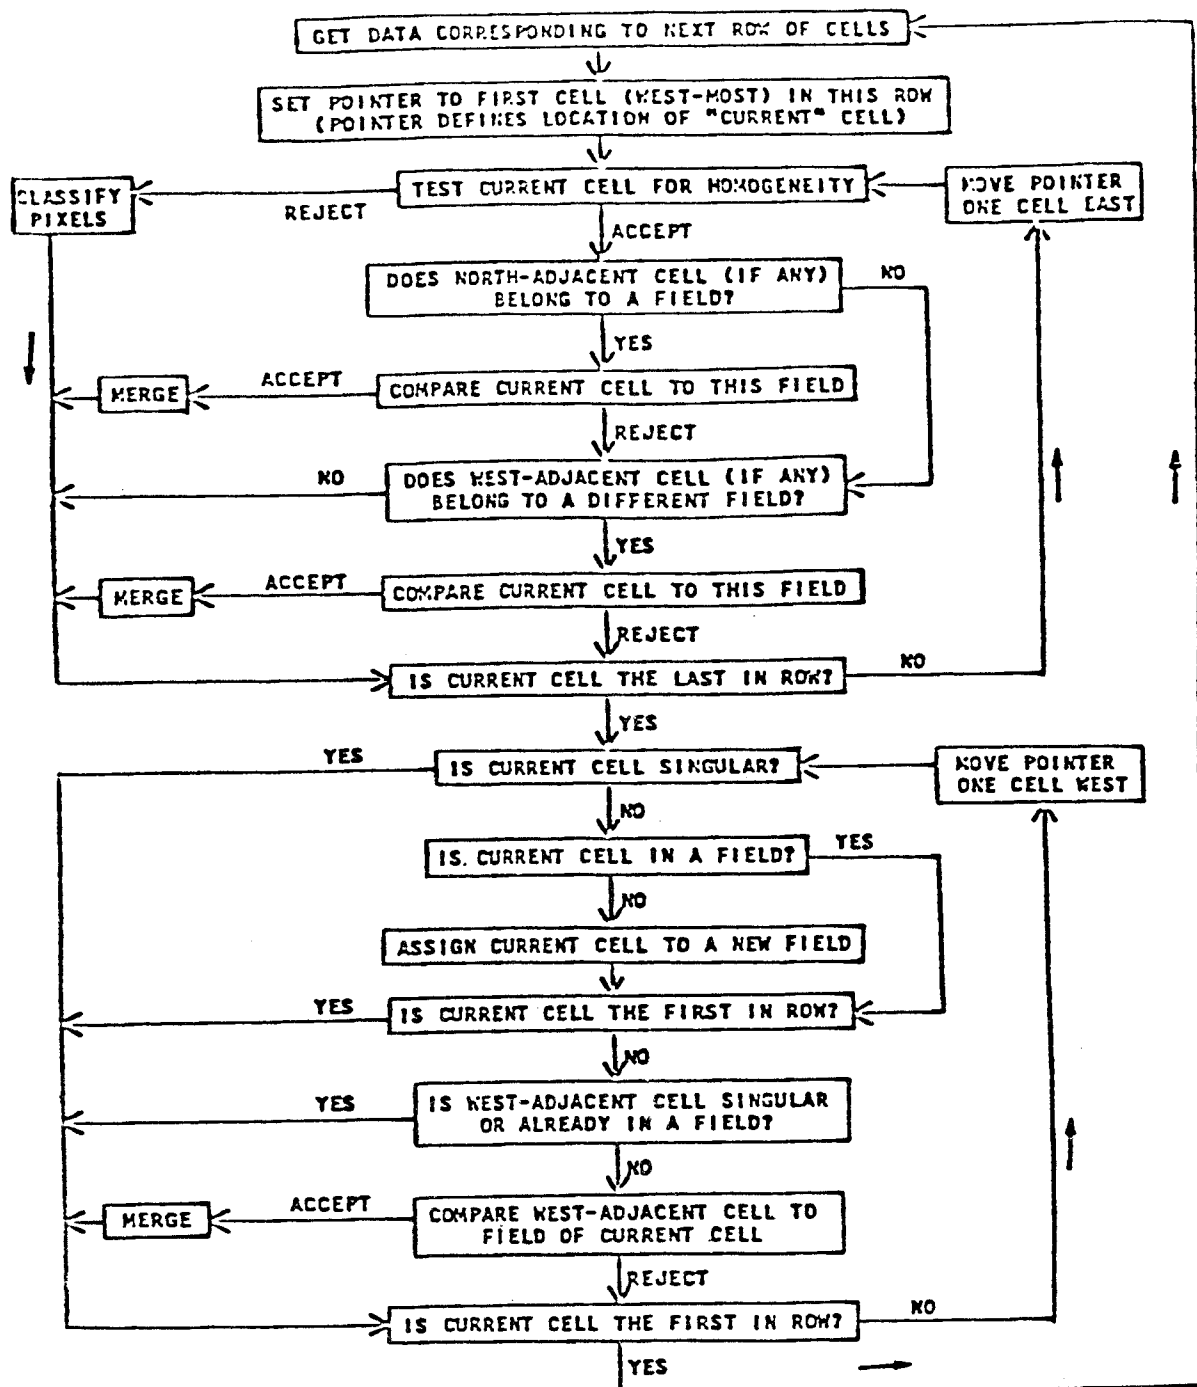 GET DATA CORRESPONDING TO NEXT ROW OF CELLS
SET POINTER TO FIRST CELL (WEST-MOST) IN THIS ROW
(POINTER DEFINES LOCATION OF "CURRENT" CELL)
CLASSIFY
PIXELS
REJECT
TEST CURRENT CELL FOR HOMOGENEITY
MOVE POINTER
ONE CELL EAST
ACCEPT
DOES NORTH-ADJACENT CELL (IF ANY)
BELONG TO A FIELD?
NO
YES
MERGE
ACCEPT
COMPARE CURRENT CELL TO THIS FIELD
REJECT
NO
DOES WEST-ADJACENT CELL (IF ANY)
BELONG TO A DIFFERENT FIELD?
YES
MERGE
ACCEPT
COMPARE CURRENT CELL TO THIS FIELD
REJECT
IS CURRENT CELL THE LAST IN ROW?
NO
YES
YES
IS CURRENT CELL SINGULAR?
MOVE POINTER
ONE CELL WEST
NO
IS. CURRENT CELL IN A FIELD?
YES
NO
ASSIGN CURRENT CELL TO A NEW FIELD
YES
IS CURRENT CELL THE FIRST IN ROW?
NO
YES
IS WEST-ADJACENT CELL SINGULAR
OR ALREADY IN A FIELD?
NO
MERGE
ACCEPT
COMPARE WEST-ADJACENT CELL TO
FIELD OF CURRENT CELL
REJECT
IS CURRENT CELL THE FIRST IN ROW?
NO
YES